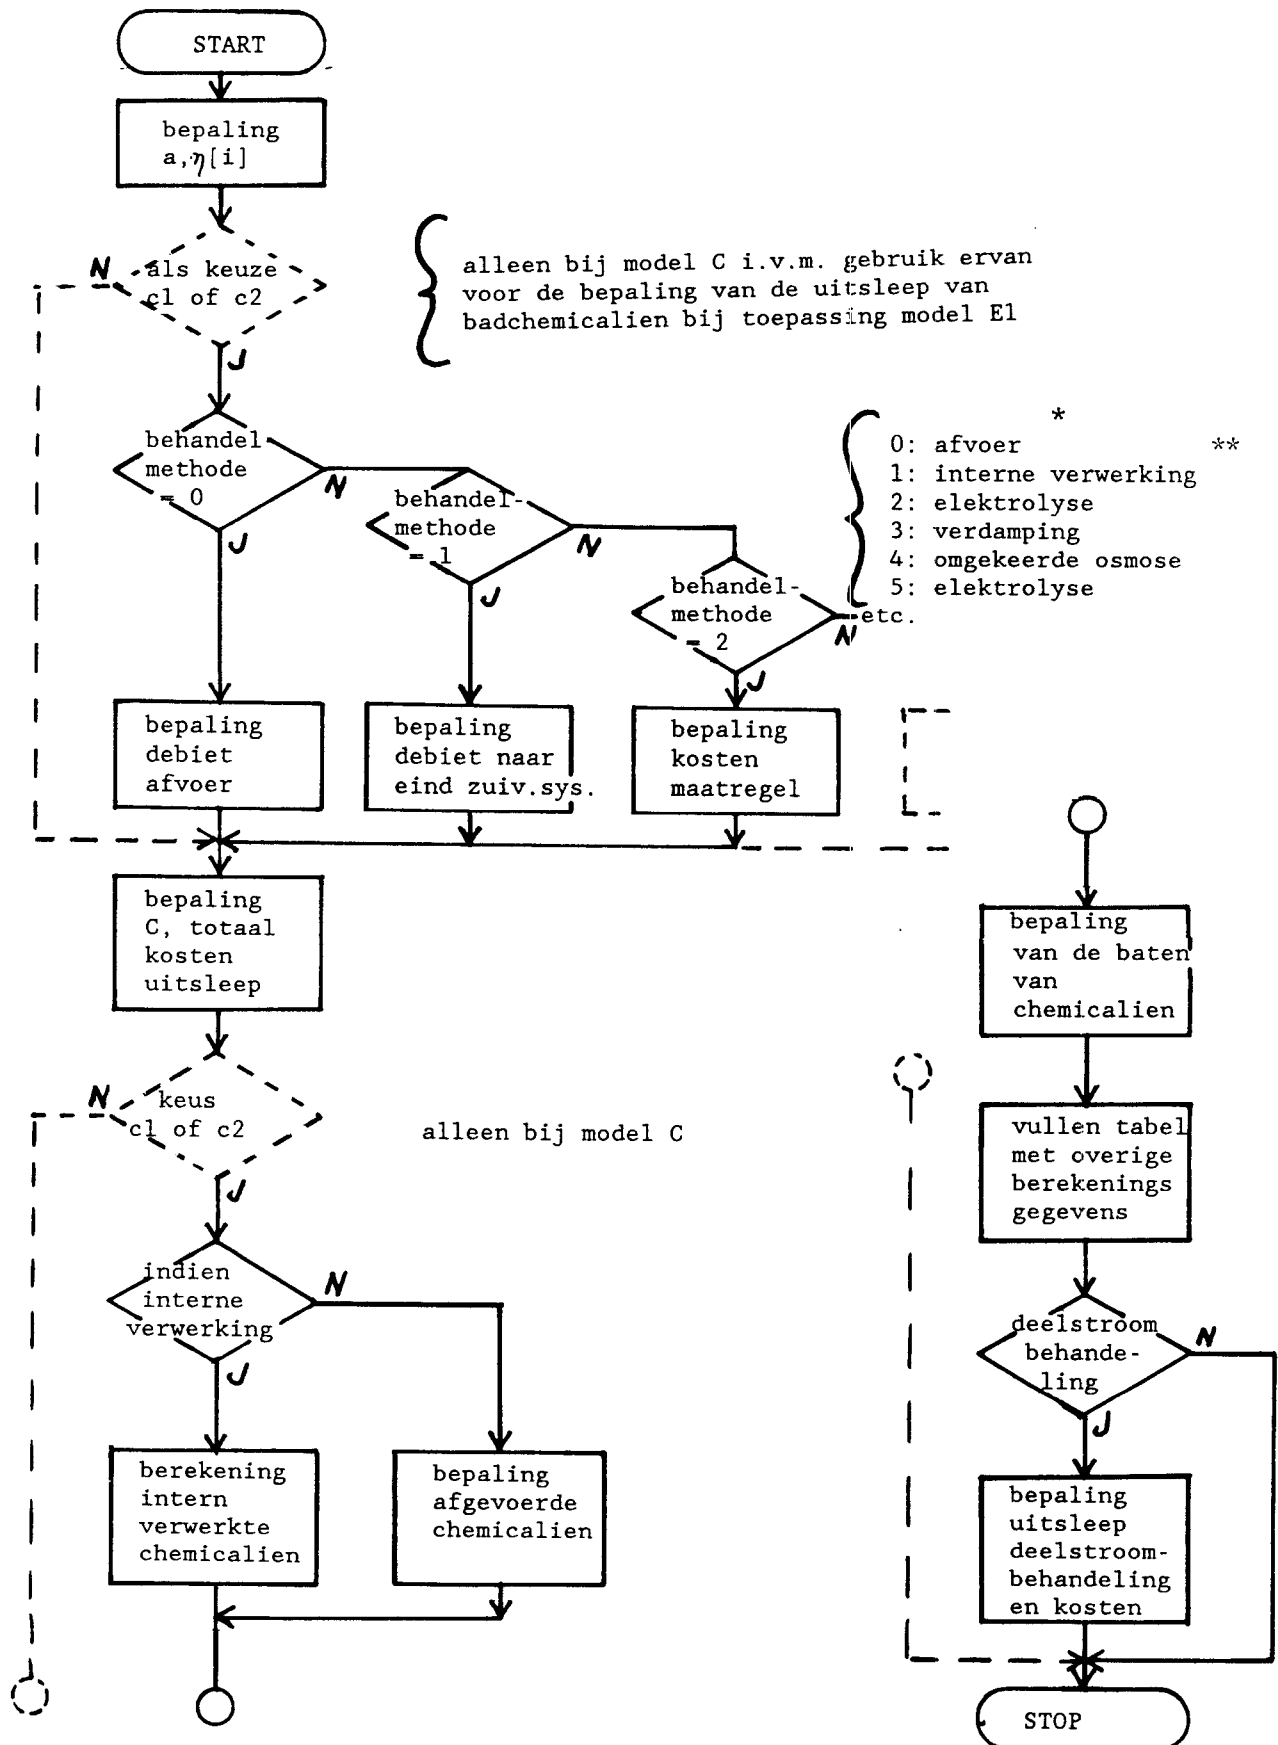 START
bepaling
a,η[i]
N
als keuze
c1 of c2
J
alleen bij model C i.v.m. gebruik ervan
voor de bepaling van de uitsleep van
badchemicalien bij toepassing model E1
behandel
methode
= 0
N
J
behandel-
methode
= 1
N
J
behandel-
methode
= 2
N
J
etc.
*
0: afvoer **
1: interne verwerking
2: elektrolyse
3: verdamping
4: omgekeerde osmose
5: elektrolyse
bepaling
debiet
afvoer
bepaling
debiet naar
eind zuiv.sys.
bepaling
kosten
maatregel
bepaling
C, totaal
kosten
uitsleep
N
keus
c1 of c2
J
alleen bij model C
indien
interne
verwerking
N
J
berekening
intern
verwerkte
chemicalien
bepaling
afgevoerde
chemicalien
bepaling
van de baten
van
chemicalien
vullen tabel
met overige
berekenings
gegevens
deelstroom
behande-
ling
N
J
bepaling
uitsleep
deelstroom-
behandeling
en kosten
STOP